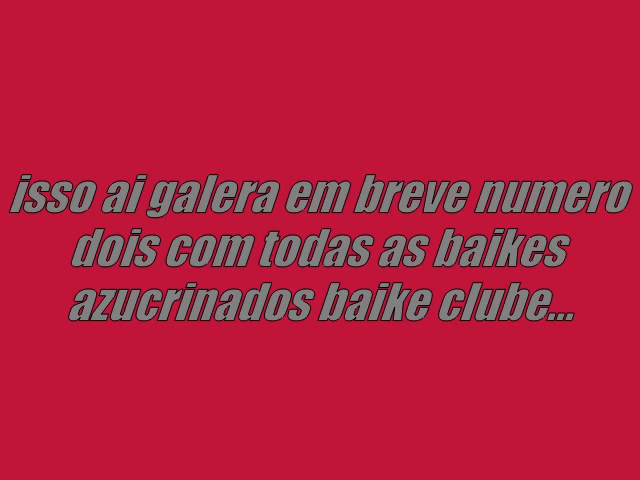 isso ai galera em breve numero
dois com todas as baikes
azucrinados baike clube...